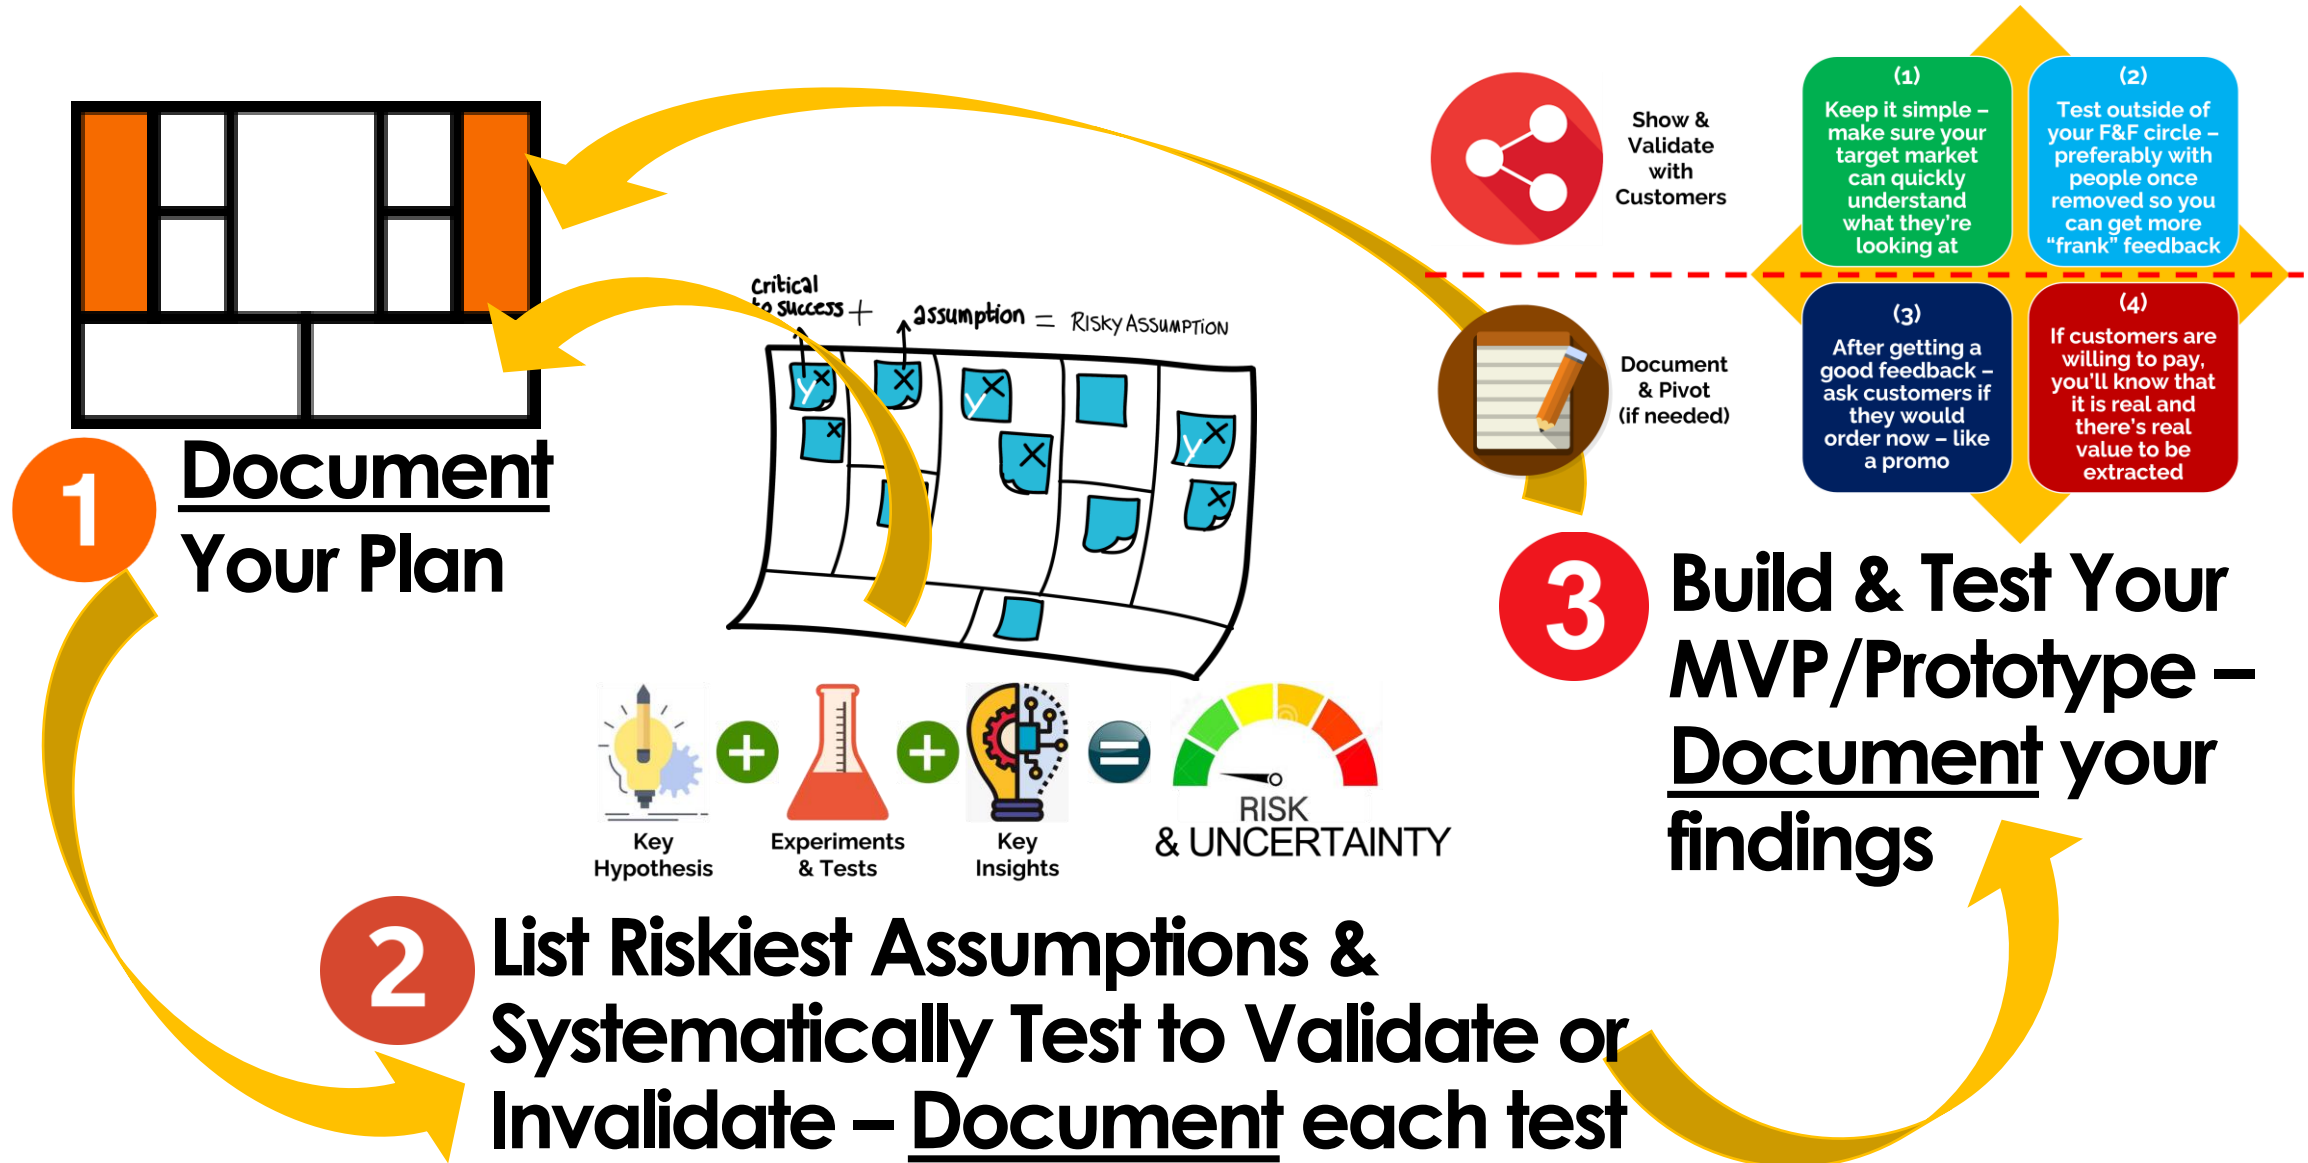 1
Document
Your Plan
critical
to success + assumption = RISKY ASSUMPTION
y X
X
X
y X
X
y X
X
Key
Hypothesis
+
Experiments
& Tests
+
Key
Insights
=
RISK
& UNCERTAINTY
2
List Riskiest Assumptions &
Systematically Test to Validate or
Invalidate – Document each test
Show &
Validate
with
Customers
Document
& Pivot
(if needed)
(1)
Keep it simple –
make sure your
target market
can quickly
understand
what they're
looking at
(2)
Test outside of
your F&F circle –
preferably with
people once
removed so you
can get more
“frank” feedback
(3)
After getting a
good feedback –
ask customers if
they would
order now – like
a promo
(4)
If customers are
willing to pay,
you'll know that
it is real and
there's real
value to be
extracted
3
Build & Test Your
MVP/Prototype –
Document your
findings